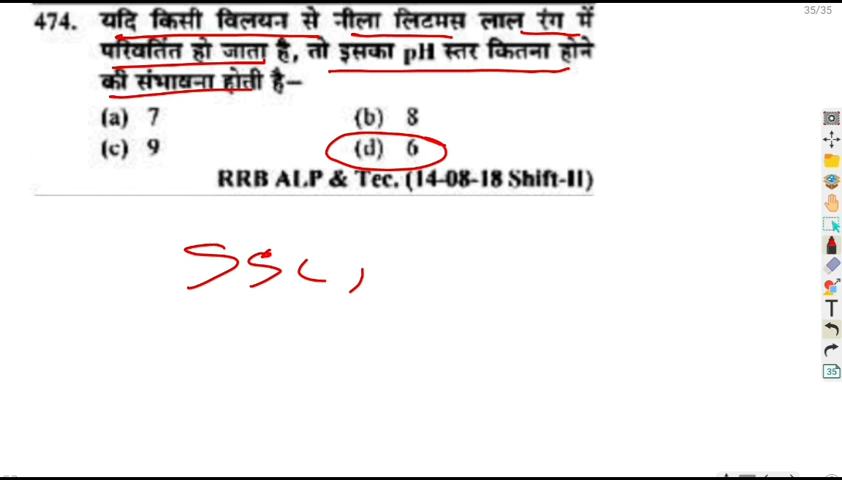 35/35
474. यदि किसी विलयन से नीला लिटमस लाल रंग में
परिवर्तित हो जाता है, तो इसका pH स्तर कितना होने
की संभावना होती है–
(a) 7 (b) 8
(c) 9 (d) 6
RRB ALP & Tec. (14-08-18 Shift-II)
SSC,
T
35